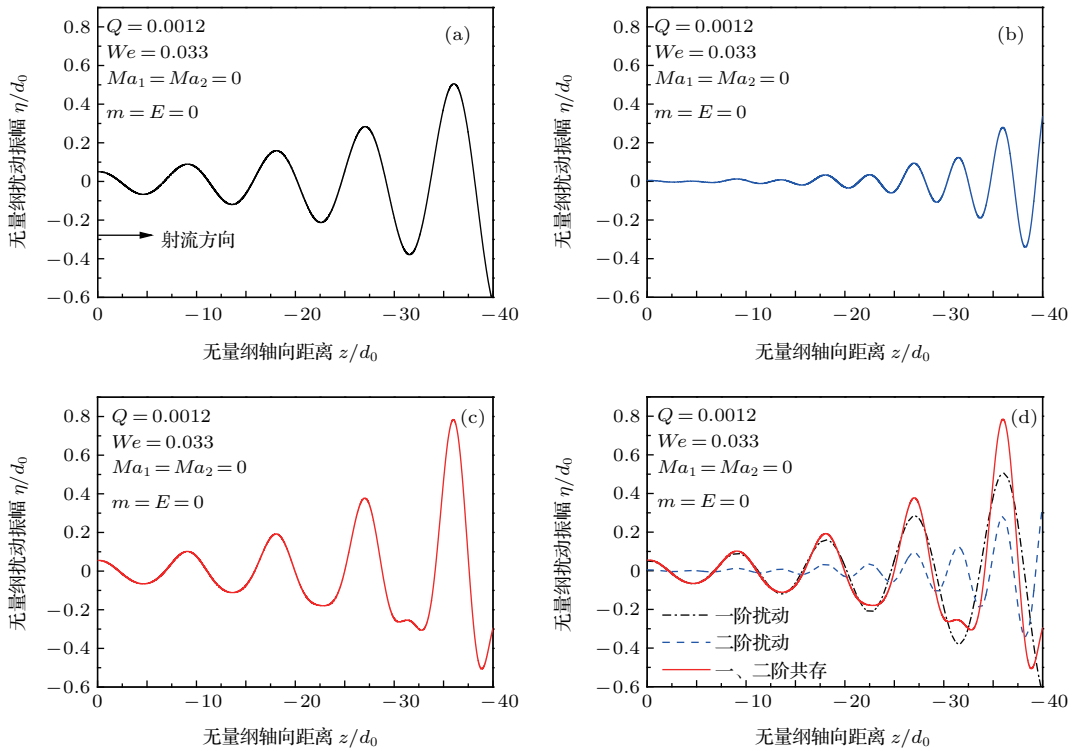 (a)
Q = 0.0012
We = 0.033
Ma₁ = Ma₂ = 0
m = E = 0
射流方向
无量纲扰动振幅 η/d₀
0.8
0.6
0.4
0.2
0
−0.2
−0.4
−0.6
0 −10 −20 −30 −40
无量纲轴向距离 z/d₀
(b)
Q = 0.0012
We = 0.033
Ma₁ = Ma₂ = 0
m = E = 0
无量纲扰动振幅 η/d₀
0.8
0.6
0.4
0.2
0
−0.2
−0.4
−0.6
0 −10 −20 −30 −40
无量纲轴向距离 z/d₀
(c)
Q = 0.0012
We = 0.033
Ma₁ = Ma₂ = 0
m = E = 0
无量纲扰动振幅 η/d₀
0.8
0.6
0.4
0.2
0
−0.2
−0.4
−0.6
0 −10 −20 −30 −40
无量纲轴向距离 z/d₀
(d)
Q = 0.0012
We = 0.033
Ma₁ = Ma₂ = 0
m = E = 0
一阶扰动
二阶扰动
一、二阶共存
无量纲扰动振幅 η/d₀
0.8
0.6
0.4
0.2
0
−0.2
−0.4
−0.6
0 −10 −20 −30 −40
无量纲轴向距离 z/d₀